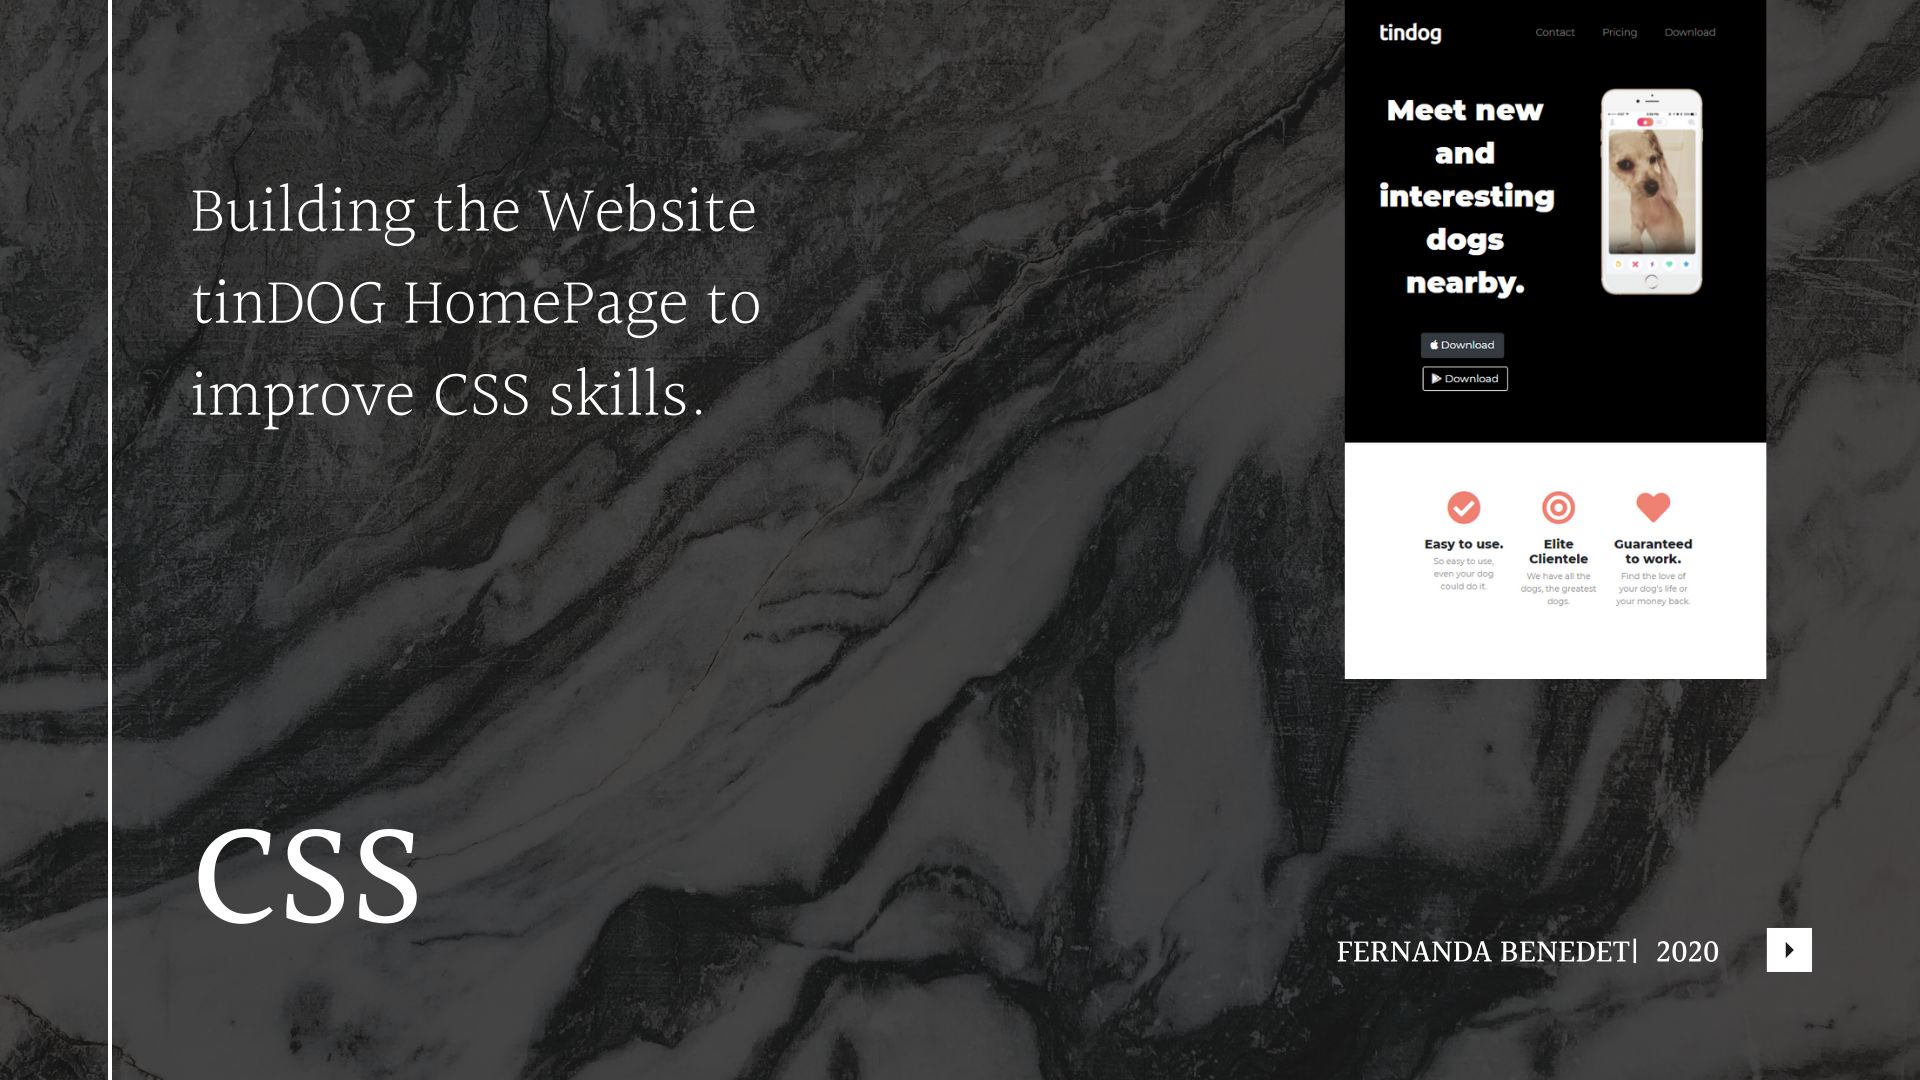 Building the Website
tinDOG HomePage to
improve CSS skills.
CSS
tindog
Contact Pricing Download
Meet new
and
interesting
dogs
nearby.
Download
Download
Easy to use.
So easy to use,
even your dog
could do it.
Elite
Clientele
We have all the
dogs, the greatest
dogs.
Guaranteed
to work.
Find the love of
your dog's life or
your money back.
FERNANDA BENEDET| 2020